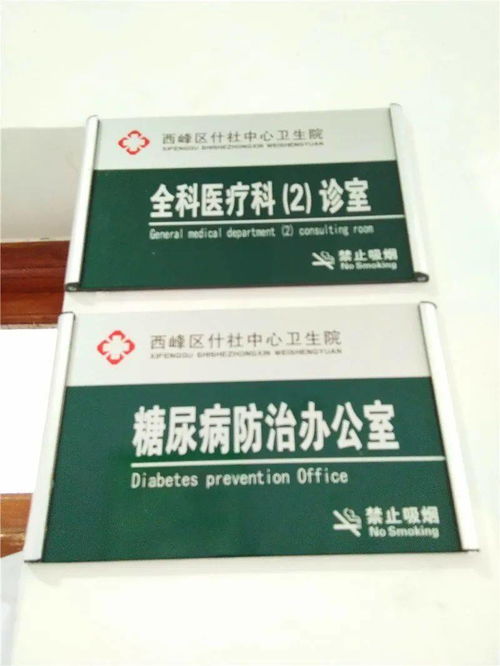 西峰区什社中心卫生院
XIFENGQU SHISHEZHONGXIN WEISHENGYUAN
全科医疗科(2)诊室
General medical department (2) consulting room
禁止吸烟
No Smoking
西峰区什社中心卫生院
XIFENGQU SHISHEZHONGXIN WEISHENGYUAN
糖尿病防治办公室
Diabetes prevention Office
禁止吸烟
No Smoking